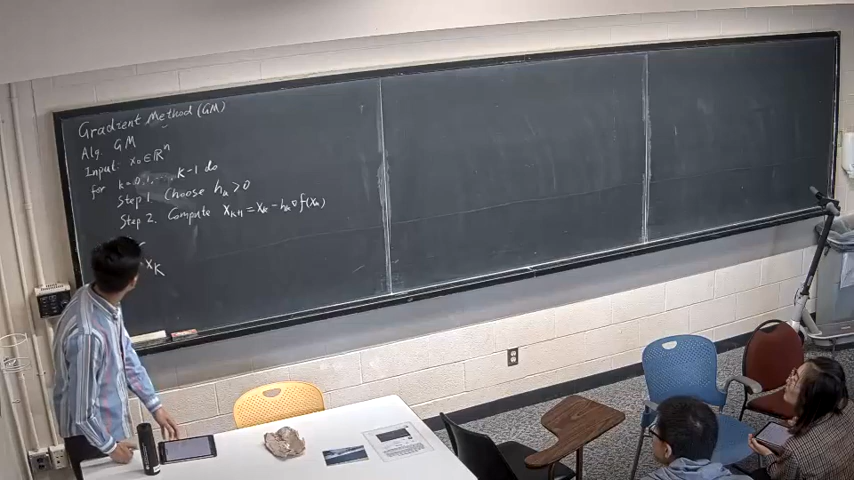 Gradient Method (GM)
Alg. GM
Input: x₀∈ℝⁿ
for k=0,1,...,K-1 do
Step 1. Choose hₖ>0
Step 2. Compute xₖ₊₁=xₖ-hₖ∇f(xₖ)
x_K